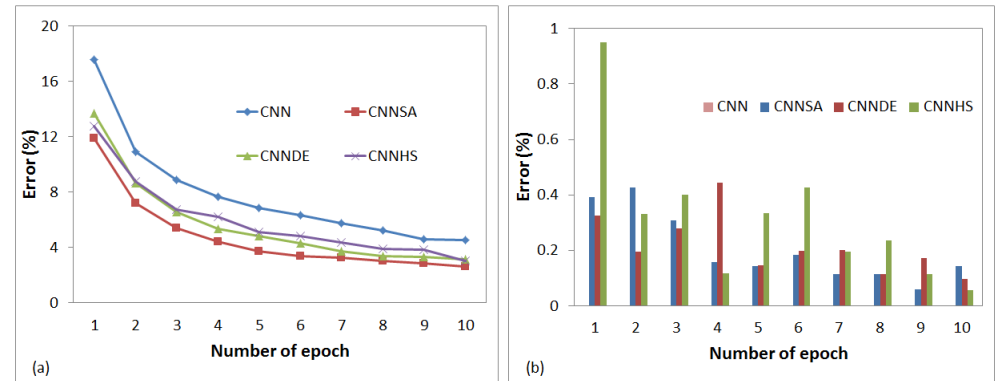 20
16
12
8
4
0
Error (%)
CNN CNNSA
CNNDE CNNHS
1 2 3 4 5 6 7 8 9 10
Number of epoch
(a)
1
0.8
0.6
0.4
0.2
0
Error (%)
CNN CNNSA CNNDE CNNHS
1 2 3 4 5 6 7 8 9 10
Number of epoch
(b)